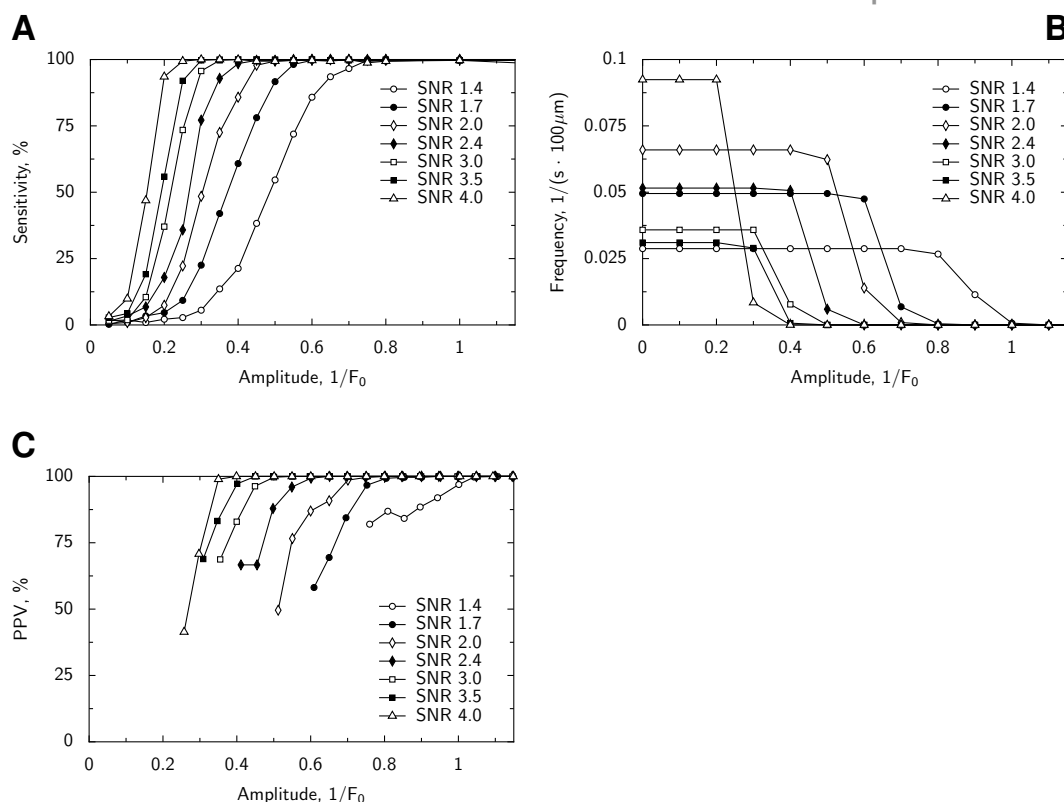 A
B
100
75
50
25
0
Sensitivity, %
0
0.2
0.4
0.6
0.8
1
Amplitude, 1/F₀
SNR 1.4
SNR 1.7
SNR 2.0
SNR 2.4
SNR 3.0
SNR 3.5
SNR 4.0
0.1
0.075
0.05
0.025
0
Frequency, 1/(s · 100μm)
0
0.2
0.4
0.6
0.8
1
Amplitude, 1/F₀
SNR 1.4
SNR 1.7
SNR 2.0
SNR 2.4
SNR 3.0
SNR 3.5
SNR 4.0
C
100
75
50
25
0
PPV, %
0
0.2
0.4
0.6
0.8
1
Amplitude, 1/F₀
SNR 1.4
SNR 1.7
SNR 2.0
SNR 2.4
SNR 3.0
SNR 3.5
SNR 4.0